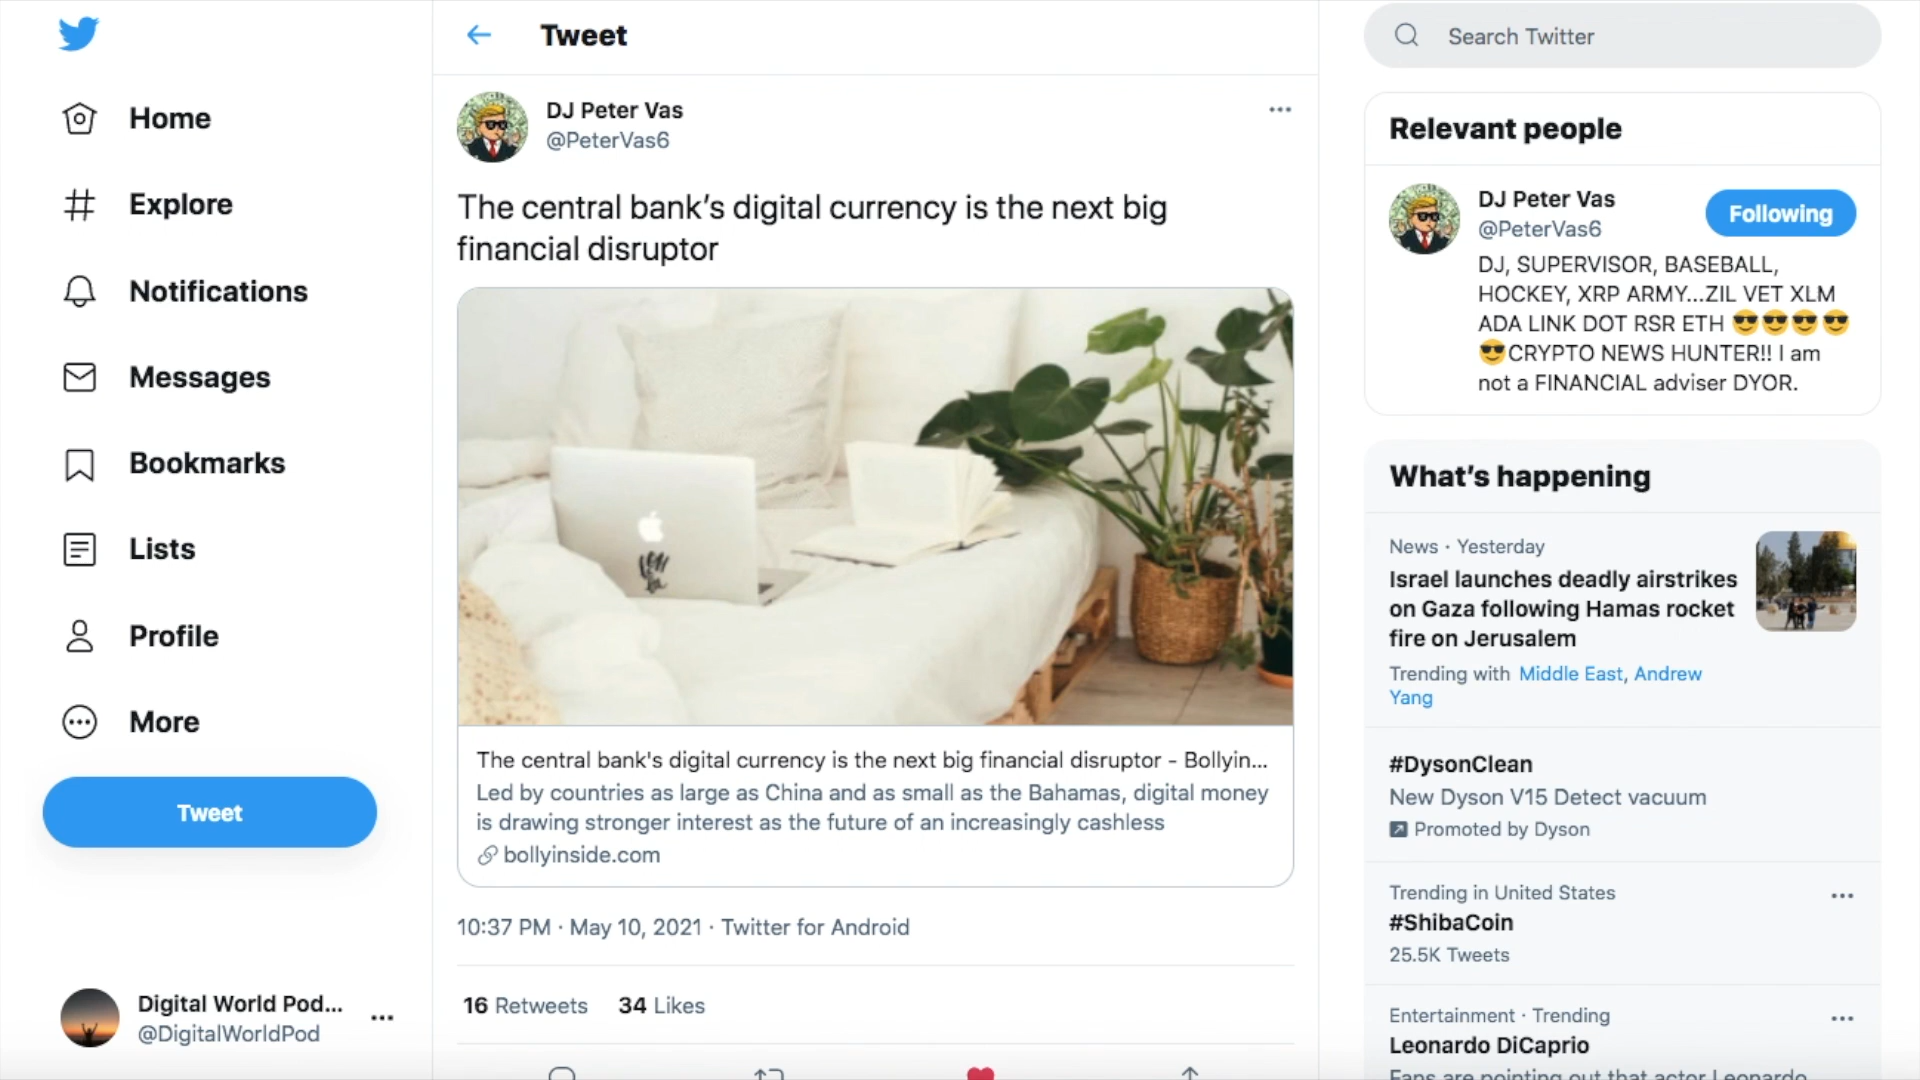 Home
Explore
Notifications
Messages
Bookmarks
Lists
Profile
More
Tweet
Digital World Pod...
@DigitalWorldPod
Tweet
DJ Peter Vas
@PeterVas6
The central bank’s digital currency is the next big
financial disruptor
The central bank's digital currency is the next big financial disruptor - Bollyin...
Led by countries as large as China and as small as the Bahamas, digital money
is drawing stronger interest as the future of an increasingly cashless
bollyinside.com
10:37 PM · May 10, 2021 · Twitter for Android
16 Retweets 34 Likes
Search Twitter
Relevant people
DJ Peter Vas
@PeterVas6
Following
DJ, SUPERVISOR, BASEBALL,
HOCKEY, XRP ARMY...ZIL VET XLM
ADA LINK DOT RSR ETH 😎😎😎😎
😎CRYPTO NEWS HUNTER!! I am
not a FINANCIAL adviser DYOR.
What’s happening
News · Yesterday
Israel launches deadly airstrikes
on Gaza following Hamas rocket
fire on Jerusalem
Trending with Middle East, Andrew
Yang
#DysonClean
New Dyson V15 Detect vacuum
Promoted by Dyson
Trending in United States
#ShibaCoin
25.5K Tweets
Entertainment · Trending
Leonardo DiCaprio
Fans are pointing out that actor Leonardo